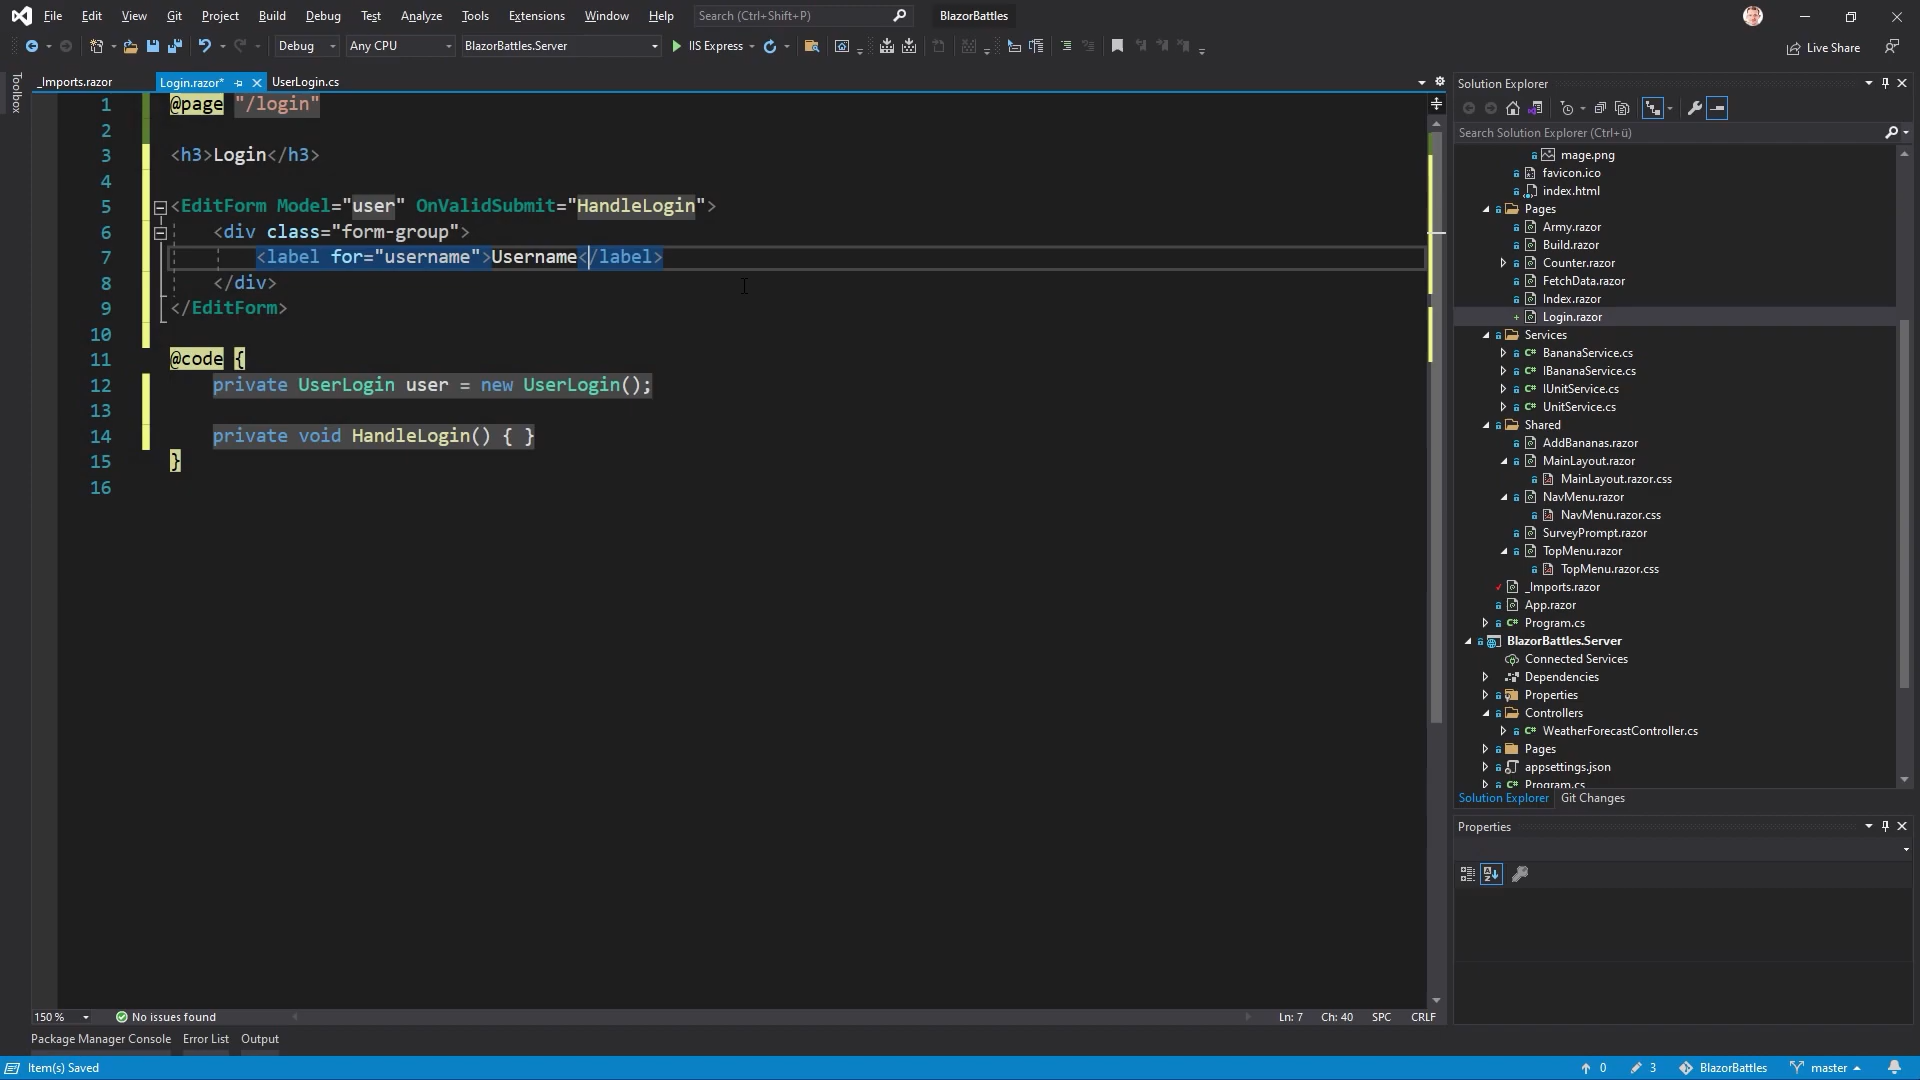 File Edit View Git Project Build Debug Test Analyze Tools Extensions Window Help Search (Ctrl+Shift+P) BlazorBattles
Debug Any CPU BlazorBattles.Server IIS Express Live Share
Toolbox
_Imports.razor Login.razor* UserLogin.cs
1 @page "/login"
2
3 <h3>Login</h3>
4
5 <EditForm Model="user" OnValidSubmit="HandleLogin">
6 <div class="form-group">
7 <label for="username">Username</label>
8 </div>
9 </EditForm>
10
11 @code {
12 private UserLogin user = new UserLogin();
13
14 private void HandleLogin() { }
15 }
16
150 % No issues found Ln: 7 Ch: 40 SPC CRLF
Package Manager Console Error List Output
Item(s) Saved 0 3 BlazorBattles master
Solution Explorer
Search Solution Explorer (Ctrl+ü)
mage.png
favicon.ico
index.html
Pages
Army.razor
Build.razor
Counter.razor
FetchData.razor
Index.razor
Login.razor
Services
BananaService.cs
IBananaService.cs
IUnitService.cs
UnitService.cs
Shared
AddBananas.razor
MainLayout.razor
MainLayout.razor.css
NavMenu.razor
NavMenu.razor.css
SurveyPrompt.razor
TopMenu.razor
TopMenu.razor.css
_Imports.razor
App.razor
Program.cs
BlazorBattles.Server
Connected Services
Dependencies
Properties
Controllers
WeatherForecastController.cs
Pages
appsettings.json
Program.cs
Solution Explorer Git Changes
Properties